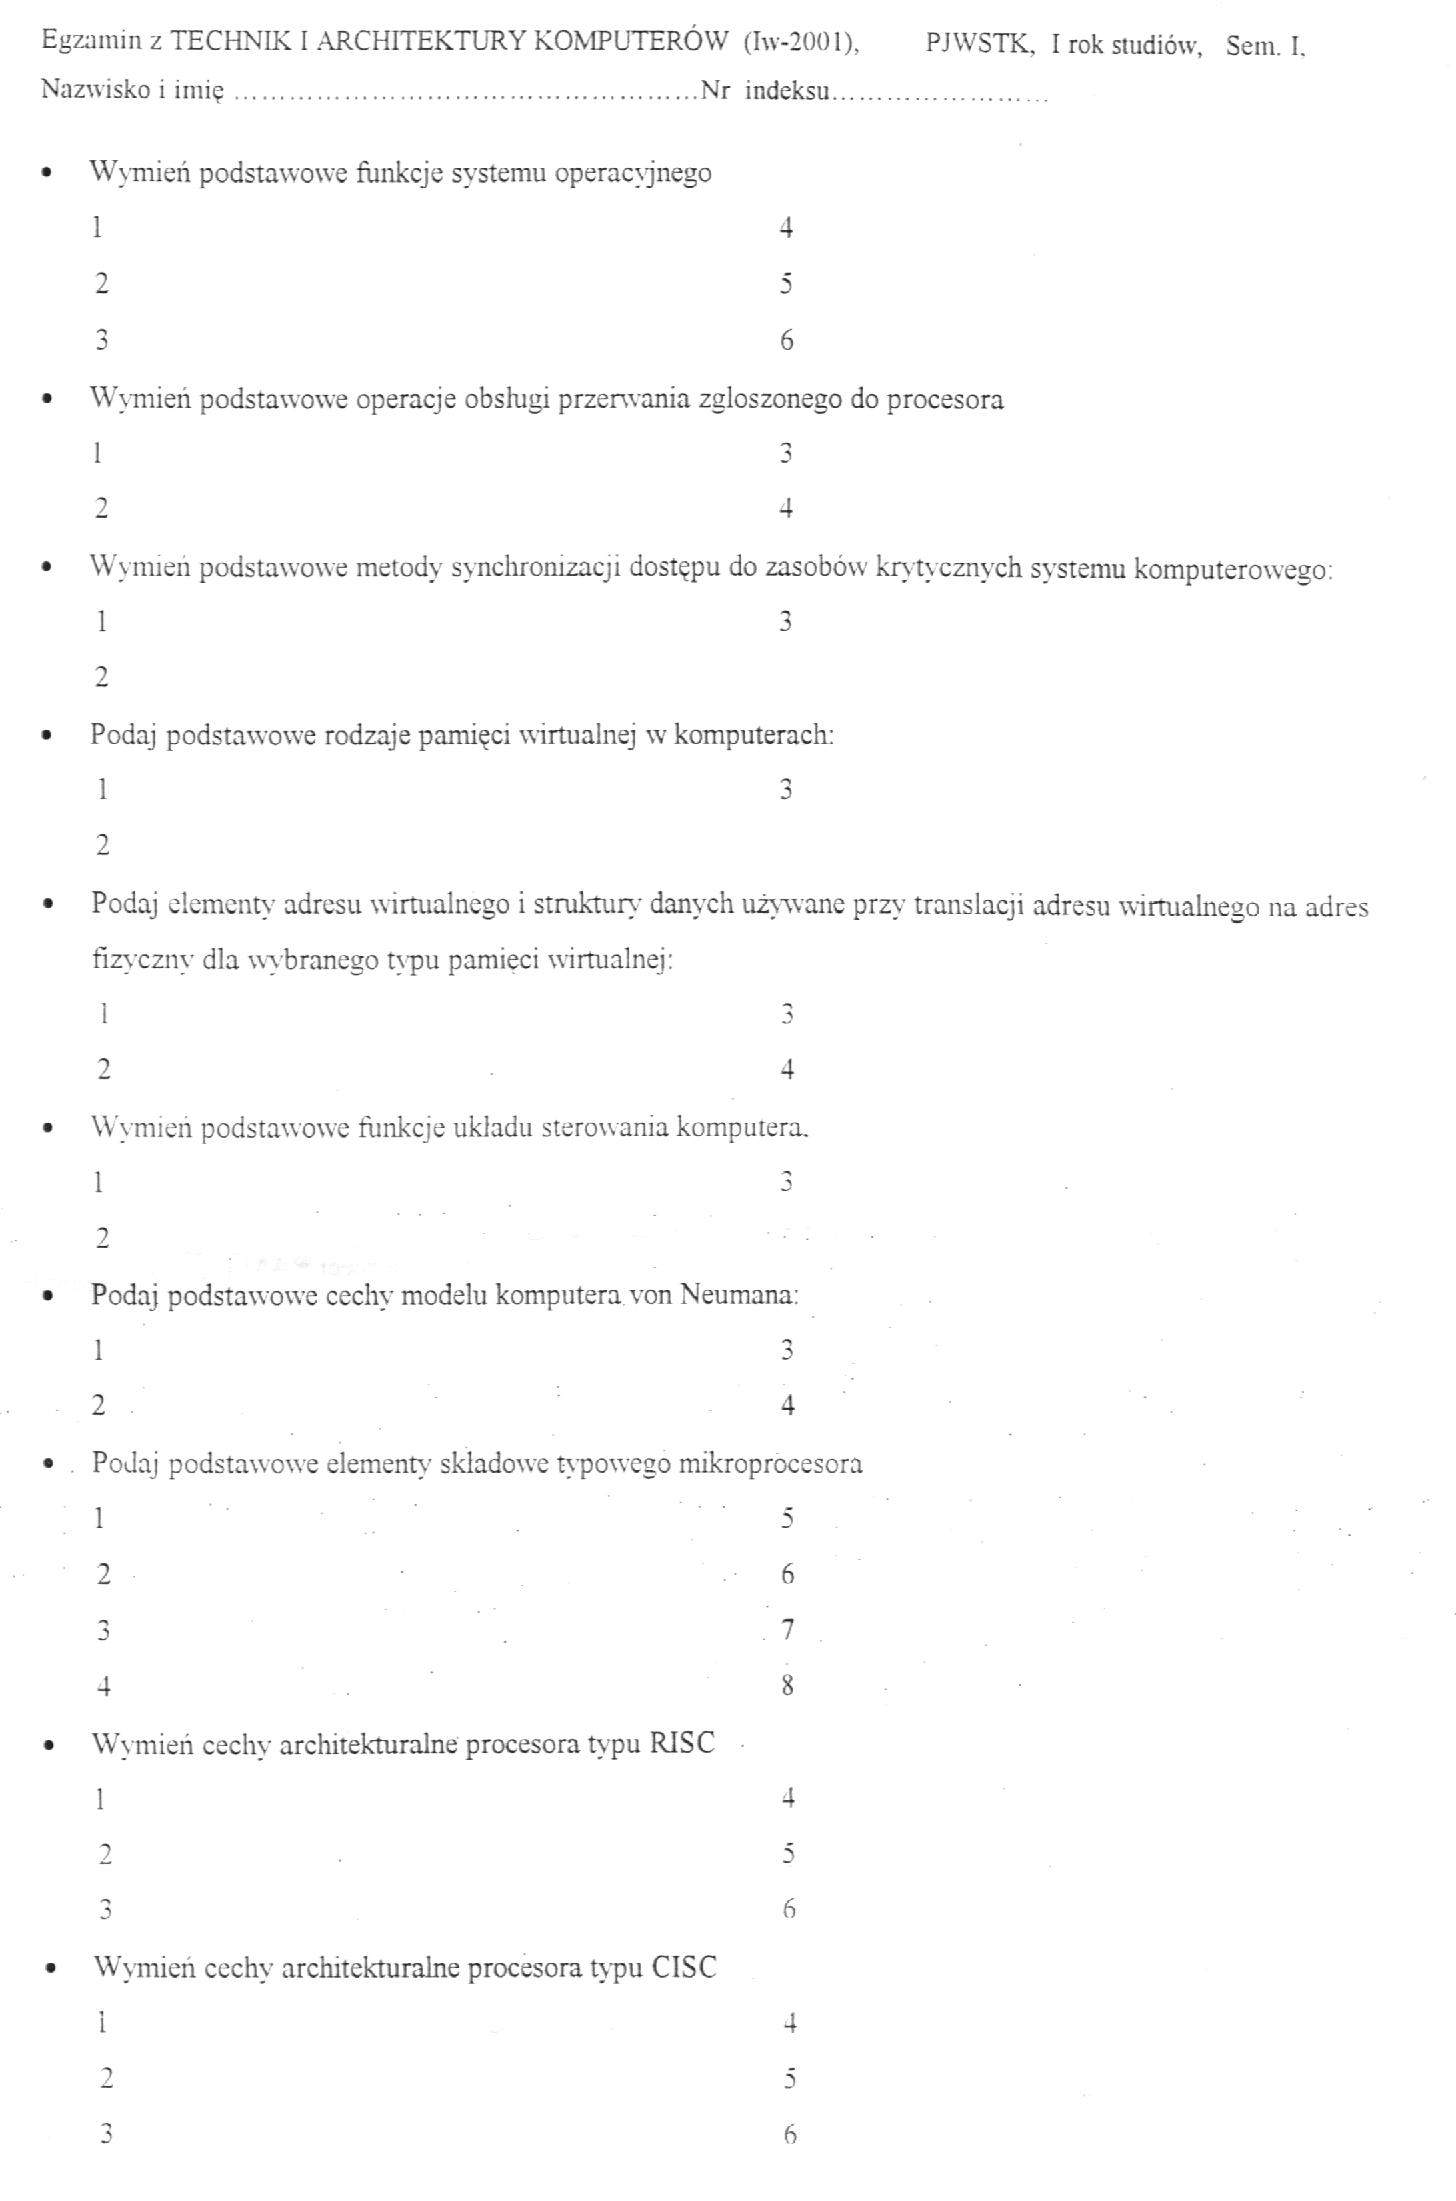 Egzamin z TECHNIK I ARCHITEKTURY KOMPUTERÓW (Iw-2001), PJWSTK, I rok studiów, Sem. I,
Nazwisko i imię ..................................................Nr indeksu........................
• Wymień podstawowe funkcje systemu operacyjnego
1 4
2 5
3 6
• Wymień podstawowe operacje obsługi przerwania zgloszonego do procesora
1 3
2 4
• Wymień podstawowe metody synchronizacji dostępu do zasobów krytycznych systemu komputerowego:
1 3
2
• Podaj podstawowe rodzaje pamięci wirtualnej w komputerach:
1 3
2
• Podaj elementy adresu wirtualnego i struktury danych używane przy translacji adresu wirtualnego na adres
fizyczny dla wybranego typu pamięci wirtualnej:
1 3
2 4
• Wymień podstawowe funkcje ukladu sterowania komputera.
1 3
2
• Podaj podstawowe cechy modelu komputera von Neumana:
1 3
2 4
• Podaj podstawowe elementy skladowe typowego mikroprocesora
1 5
2 6
3 7
4 8
• Wymień cechy architekturalne procesora typu RISC
1 4
2 5
3 6
• Wymień cechy architekturalne procesora typu CISC
1 4
2 5
3 6